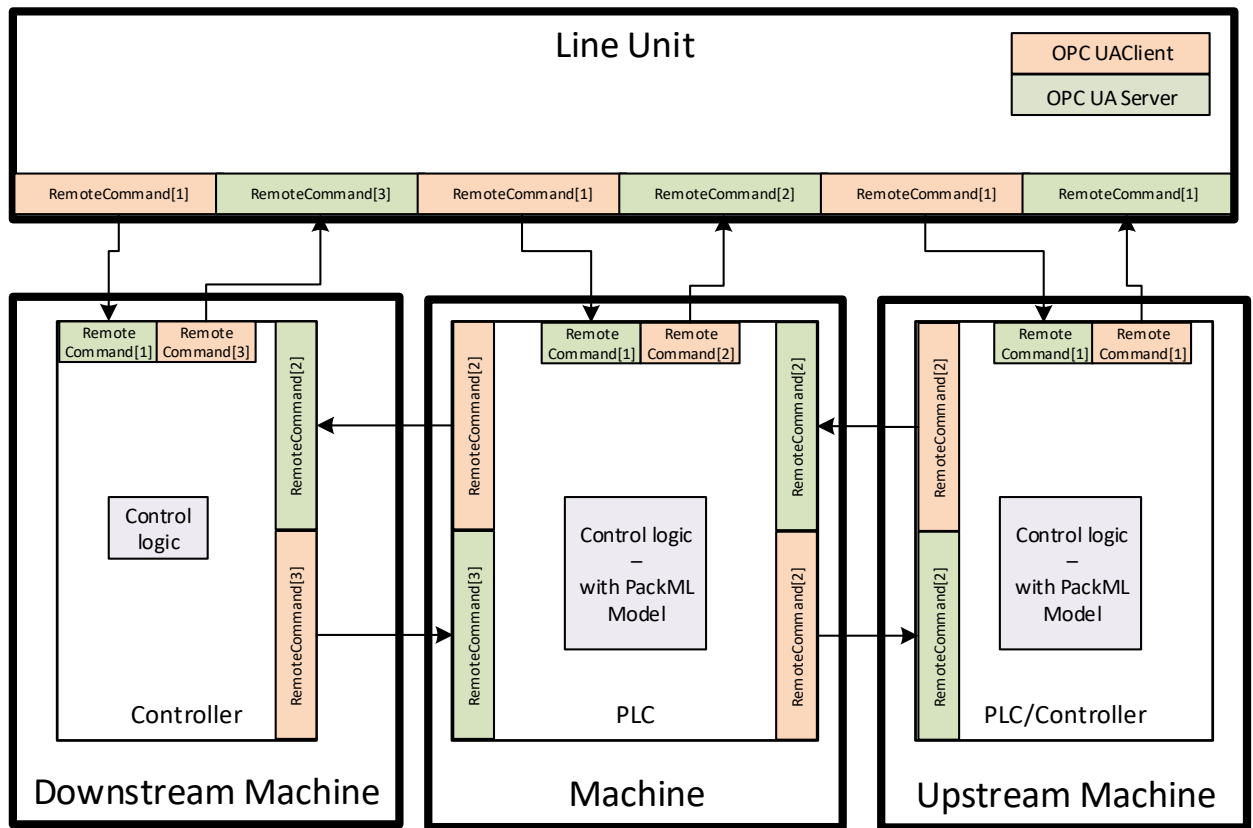 Line Unit
OPC UAClient
OPC UA Server
RemoteCommand[1]
RemoteCommand[3]
RemoteCommand[1]
RemoteCommand[2]
RemoteCommand[1]
RemoteCommand[1]
Remote
Command[1]
Remote
Command[3]
RemoteCommand[2]
RemoteCommand[3]
Control
logic
Controller
Downstream Machine
Remote
Command[1]
Remote
Command[2]
RemoteCommand[2]
RemoteCommand[3]
RemoteCommand[2]
RemoteCommand[2]
Control logic
–
with PackML
Model
PLC
Machine
Remote
Command[1]
Remote
Command[1]
RemoteCommand[2]
RemoteCommand[2]
Control logic
–
with PackML
Model
PLC/Controller
Upstream Machine